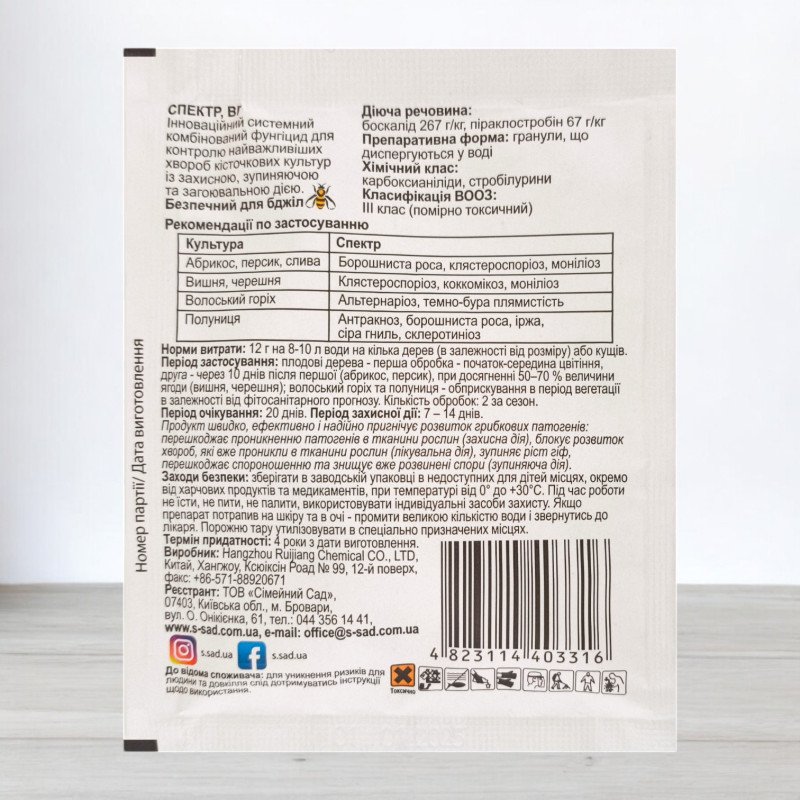 СПЕКТР, ВГ
Інноваційний системний
комбінований фунгіцид для
контролю найважливіших
хвороб кісточкових культур
із захисною, зупиняючою
та загоювальною дією.
Безпечний для бджіл
Діюча речовина:
боскалід 267 г/кг, піраклостробін 67 г/кг
Препаративна форма: гранули, що
диспергуються у воді
Хімічний клас:
карбоксианіліди, стробілурини
Класифікація ВООЗ:
III клас (помірно токсичний)
Рекомендації по застосуванню
Культура Спектр
Абрикос, персик, слива Борошниста роса, клястероспоріоз, моніліоз
Вишня, черешня Клястероспоріоз, коккомікоз, моніліоз
Волоський горіх Альтернаріоз, темно-бура плямистість
Полуниця Антракноз, борошниста роса, іржа,
сіра гниль, склеротиніоз
Норми витрати: 12 г на 8-10 л води на кілька дерев (в залежності від розміру) або кущів.
Період застосування: плодові дерева - перша обробка - початок-середина цвітіння,
друга - через 10 днів після першої (абрикос, персик), при досягненні 50–70 % величини
ягоди (вишня, черешня); волоський горіх та полуниця - обприскування в період вегетації
в залежності від фітосанітарного прогнозу. Кількість обробок: 2 за сезон.
Період очікування: 20 днів. Період захисної дії: 7 – 14 днів.
Продукт швидко, ефективно і надійно пригнічує розвиток грибкових патогенів:
перешкоджає проникненню патогенів в тканини рослин (захисна дія), блокує розвиток
хвороб, які вже проникли в тканини рослин (лікувальна дія), зупиняє ріст гіф,
перешкоджає спороношенню та знищує вже розвинені спори (зупиняюча дія).
Заходи безпеки: зберігати в заводській упаковці в недоступних для дітей місцях, окремо
від харчових продуктів та медикаментів, при температурі від 0° до +30°С. Під час роботи
не їсти, не пити, не палити, використовувати індивідуальні засоби захисту. Якщо
препарат потрапив на шкіру та в очі - промити великою кількістю води і звернутись до
лікаря. Порожню тару утилізовувати в спеціально призначених місцях.
Термін придатності: 4 роки з дати виготовлення.
Виробник: Hangzhou Ruijiang Chemical CO., LTD,
Китай, Хангжоу, Ксюіксін Роад № 99, 12-й поверх,
факс: +86-571-88920671
Реєстрант: ТОВ «Сімейний Сад»,
07403, Київська обл., м. Бровари,
вул. О. Онікієнка, 61, тел.: 044 356 14 41,
www.s-sad.com.ua, e-mail: office@s-sad.com.ua
s.sad.ua f s-sad.ua
До відома споживача: для уникнення ризиків для
людини та довкілля слід дотримуватись інструкції
щодо використання.
4 823114 403316
Токсично
Номер партії/ Дата виготовлення